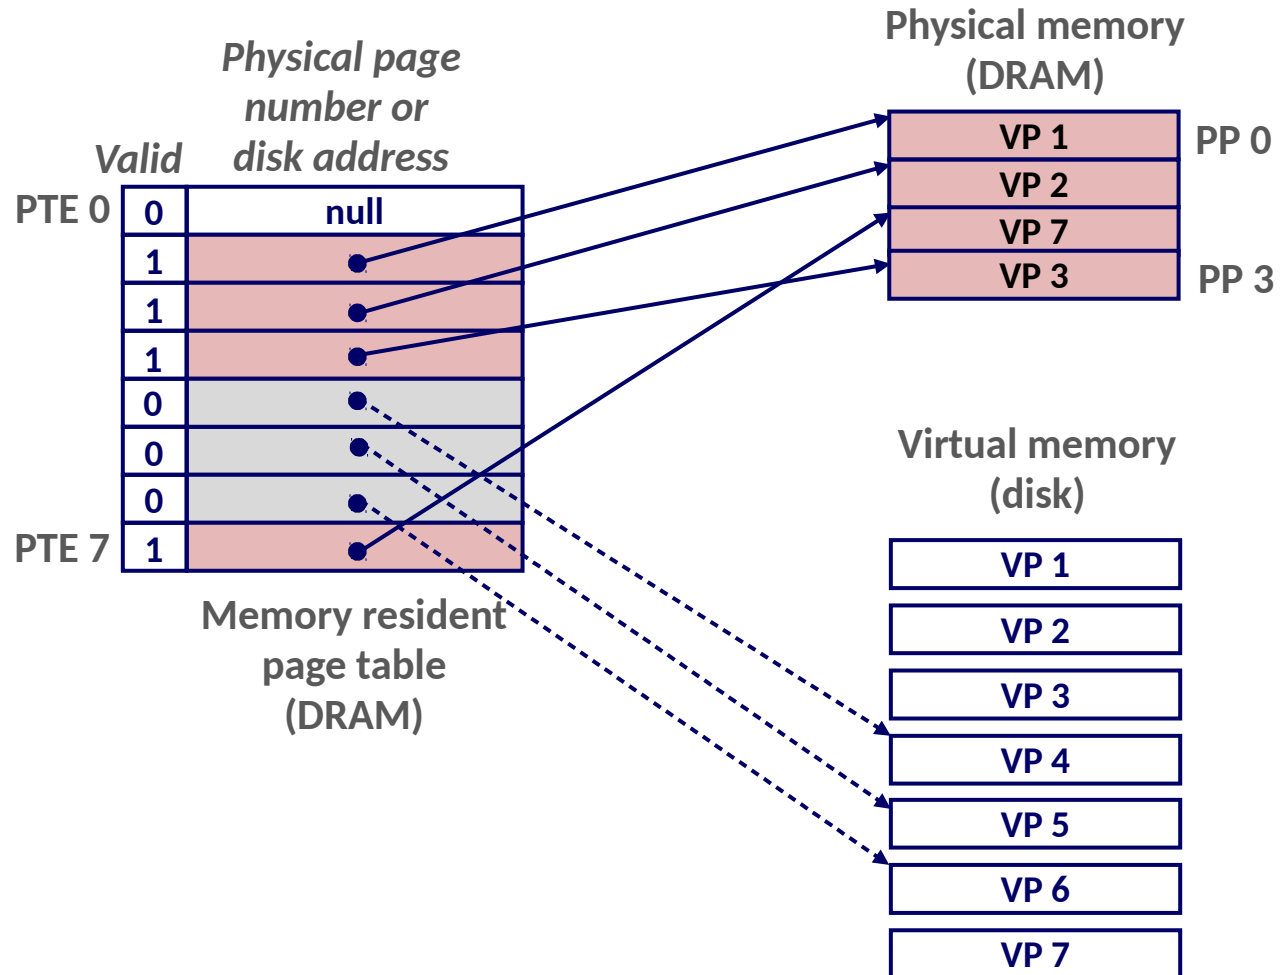 Physical page
number or
disk address
Valid
PTE 0
0
null
1
1
1
0
0
0
PTE 7
1
Memory resident
page table
(DRAM)
Physical memory
(DRAM)
VP 1
PP 0
VP 2
VP 7
VP 3
PP 3
Virtual memory
(disk)
VP 1
VP 2
VP 3
VP 4
VP 5
VP 6
VP 7